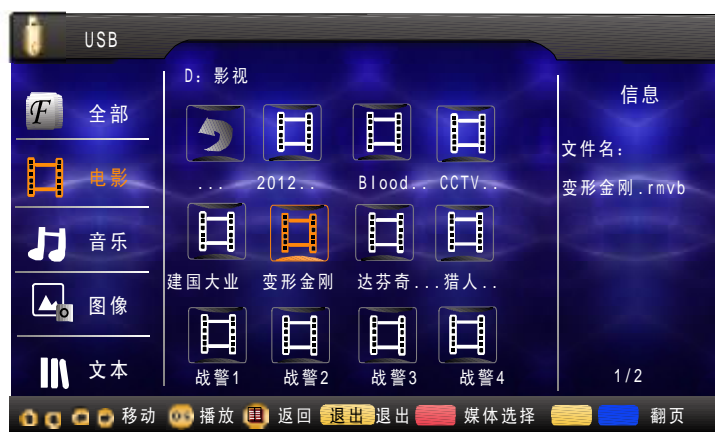 USB
D: 影视
信息
F 全部
文件名:
... 2012.. Blood.. CCTV..
电影
变形金刚.rmvb
音乐
建国大业 变形金刚 达芬奇... 猎人..
图像
文本
战警1 战警2 战警3 战警4
1/2
移动 OK 播放 返回 退出 退出 媒体选择 翻页